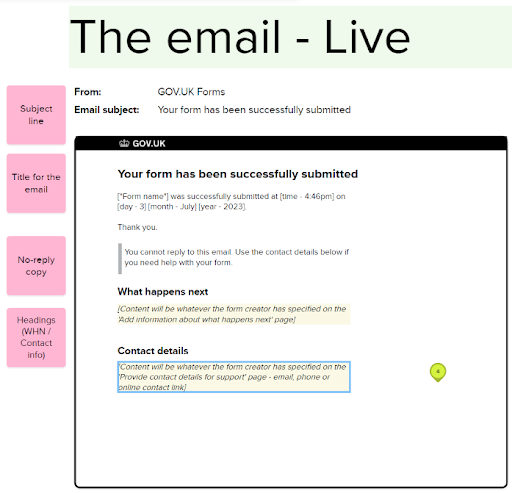 The email - Live
From: GOV.UK Forms
Email subject: Your form has been successfully submitted
Subject
line
Title for the
email
No-reply
copy
Headings
(WHN /
Contact
info)
GOV.UK
Your form has been successfully submitted
["Form name"] was successfully submitted at [time - 4:46pm] on
[day - 3] [month - July] [year - 2023].
Thank you.
You cannot reply to this email. Use the contact details below if
you need help with your form.
What happens next
[Content will be whatever the form creator has specified on the
'Add information about what happens next' page]
Contact details
[Content will be whatever the form creator has specified on the
'Provide contact details for support' page - email, phone or
online contact link]